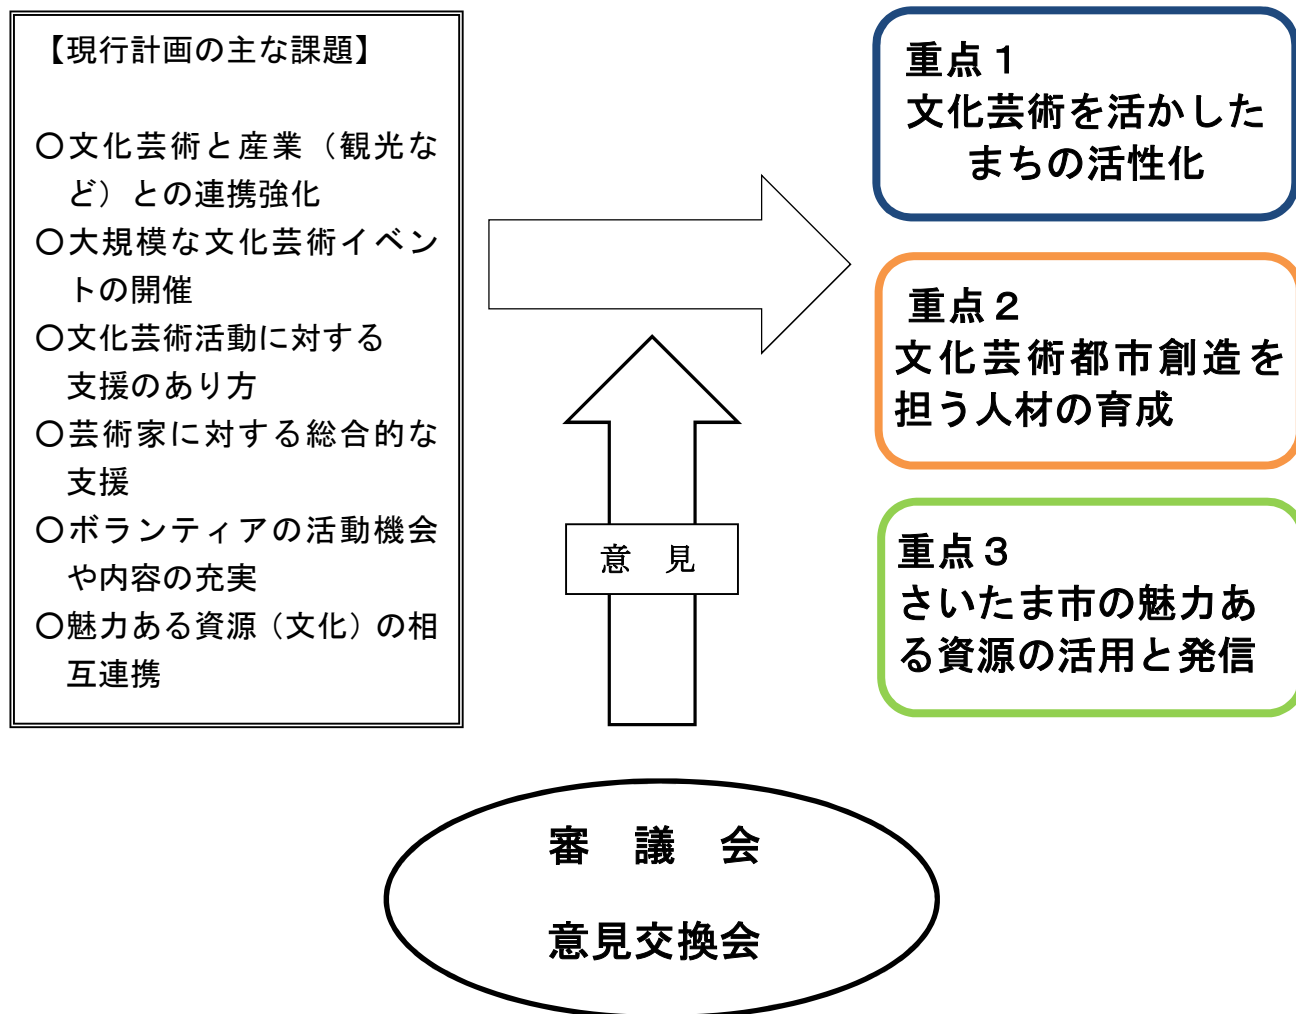 【現行計画の主な課題】
〇文化芸術と産業（観光な
ど）との連携強化
〇大規模な文化芸術イベン
トの開催
〇文化芸術活動に対する
支援のあり方
〇芸術家に対する総合的な
支援
〇ボランティアの活動機会
や内容の充実
〇魅力ある資源（文化）の相
互連携
重点１
文化芸術を活かした
まちの活性化
重点２
文化芸術都市創造を
担う人材の育成
重点３
さいたま市の魅力あ
る資源の活用と発信
意　見
審　議　会
意見交換会